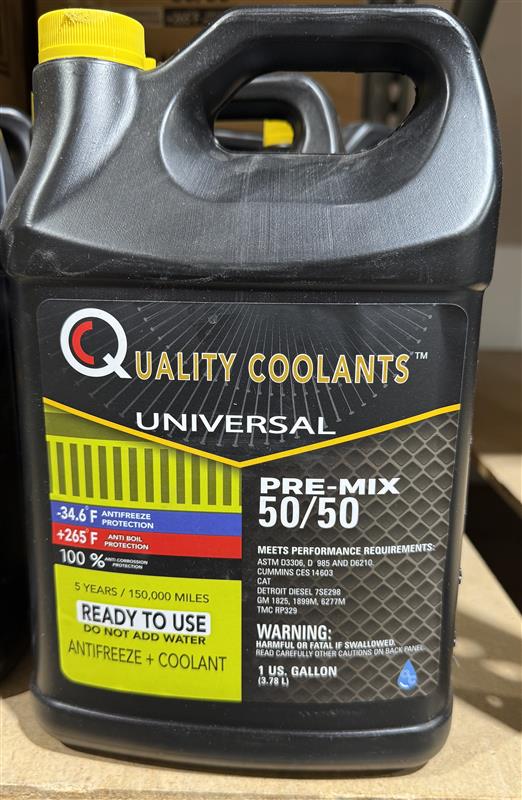 QUALITY COOLANTS™
UNIVERSAL
PRE-MIX
50/50
-34.6°F ANTIFREEZE PROTECTION
+265°F ANTI BOIL PROTECTION
100 % ANTI-CORROSION PROTECTION
5 YEARS / 150,000 MILES
READY TO USE
DO NOT ADD WATER
ANTIFREEZE + COOLANT
MEETS PERFORMANCE REQUIREMENTS:
ASTM D3306, D 985 AND D6210
CUMMINS CES 14603
CAT
DETROIT DIESEL 7SE298
GM 1825, 1899M, 6277M
TMC RP329
WARNING:
HARMFUL OR FATAL IF SWALLOWED.
READ CAREFULLY OTHER CAUTIONS ON BACK PANEL
1 US. GALLON
(3.78 L)